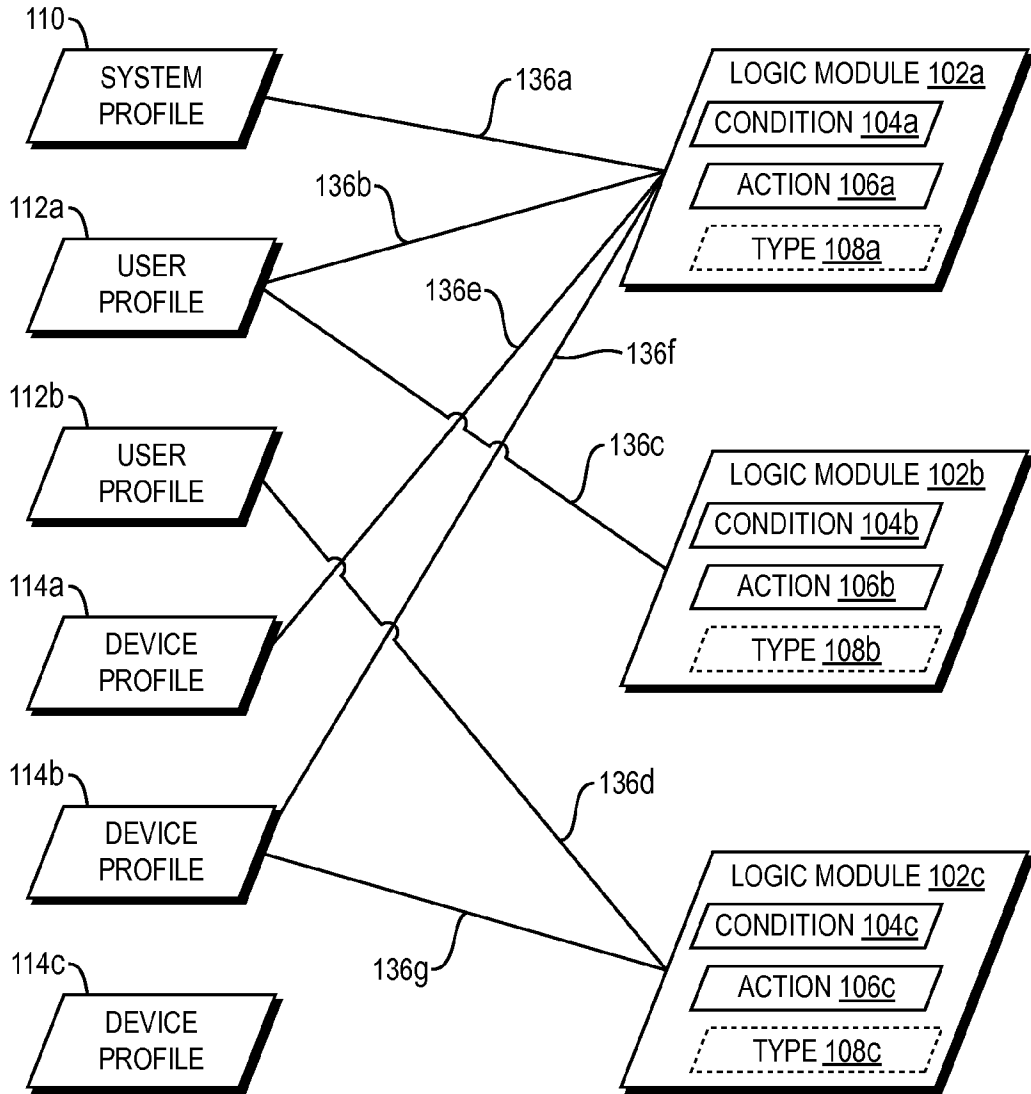 110
SYSTEM
PROFILE
136a
LOGIC MODULE 102a
CONDITION 104a
ACTION 106a
TYPE 108a
112a
USER
PROFILE
136b
136e
136f
112b
USER
PROFILE
136c
LOGIC MODULE 102b
CONDITION 104b
ACTION 106b
TYPE 108b
114a
DEVICE
PROFILE
114b
DEVICE
PROFILE
136d
136g
LOGIC MODULE 102c
CONDITION 104c
ACTION 106c
TYPE 108c
114c
DEVICE
PROFILE